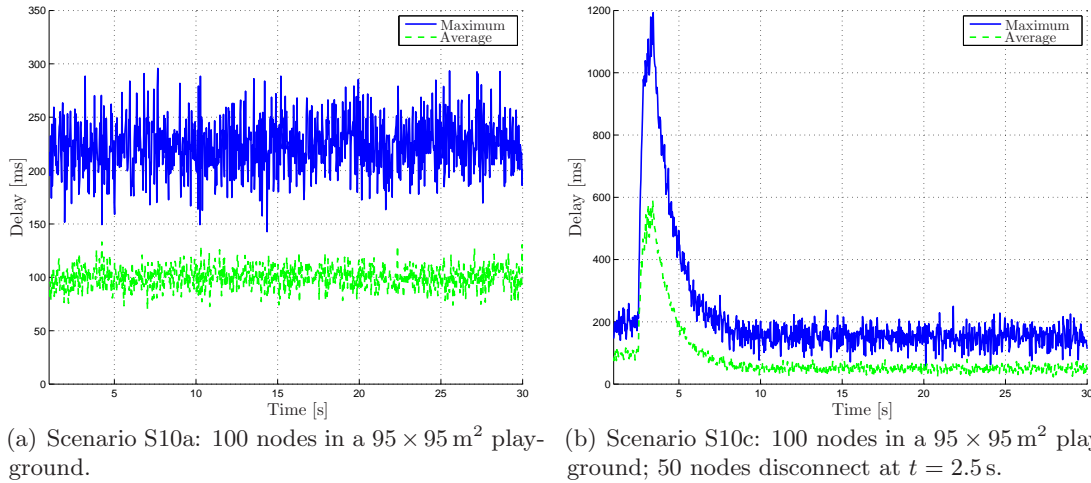 350
300
250
200
150
100
50
0
Delay [ms]
Maximum
Average
5
10
15
20
25
30
Time [s]
(a) Scenario S10a: 100 nodes in a 95 × 95 m² play-
ground.
1200
1000
800
600
400
200
0
Delay [ms]
Maximum
Average
5
10
15
20
25
30
Time [s]
(b) Scenario S10c: 100 nodes in a 95 × 95 m² play
ground; 50 nodes disconnect at t = 2.5 s.